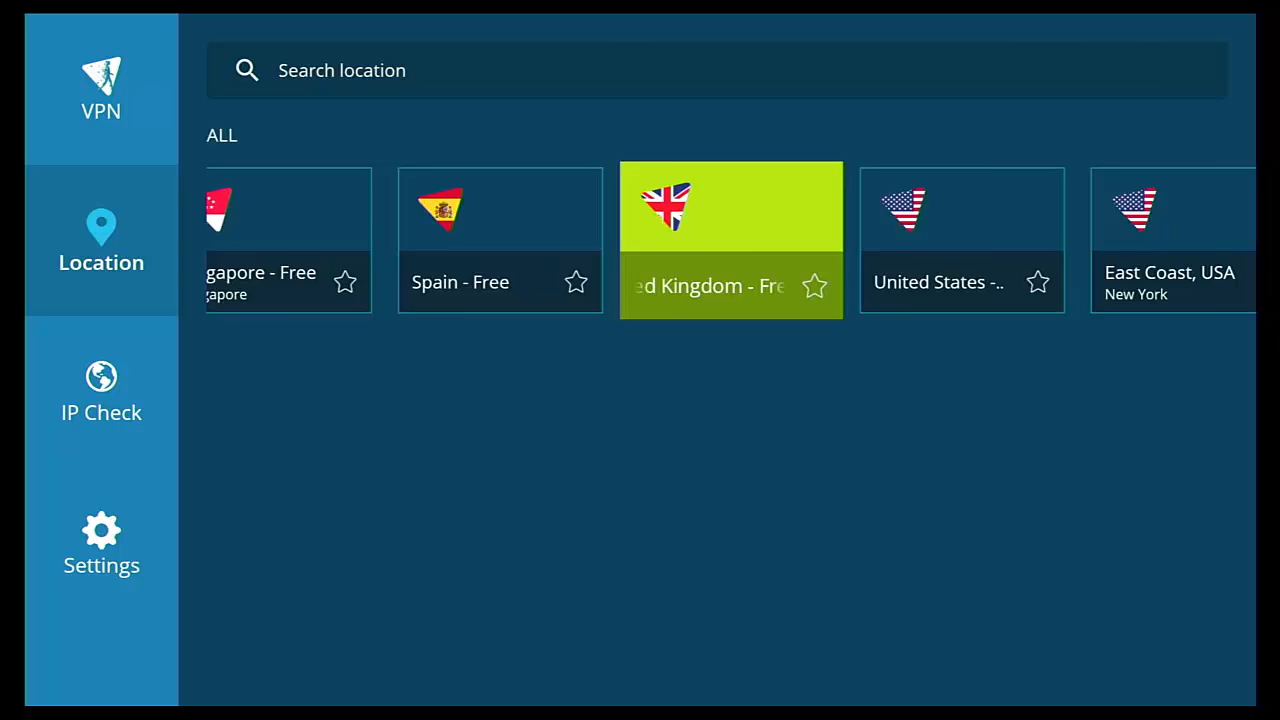 VPN
Location
IP Check
Settings
Search location
ALL
gapore - Free
gapore
Spain - Free
ed Kingdom - Fre
United States -..
East Coast, USA
New York